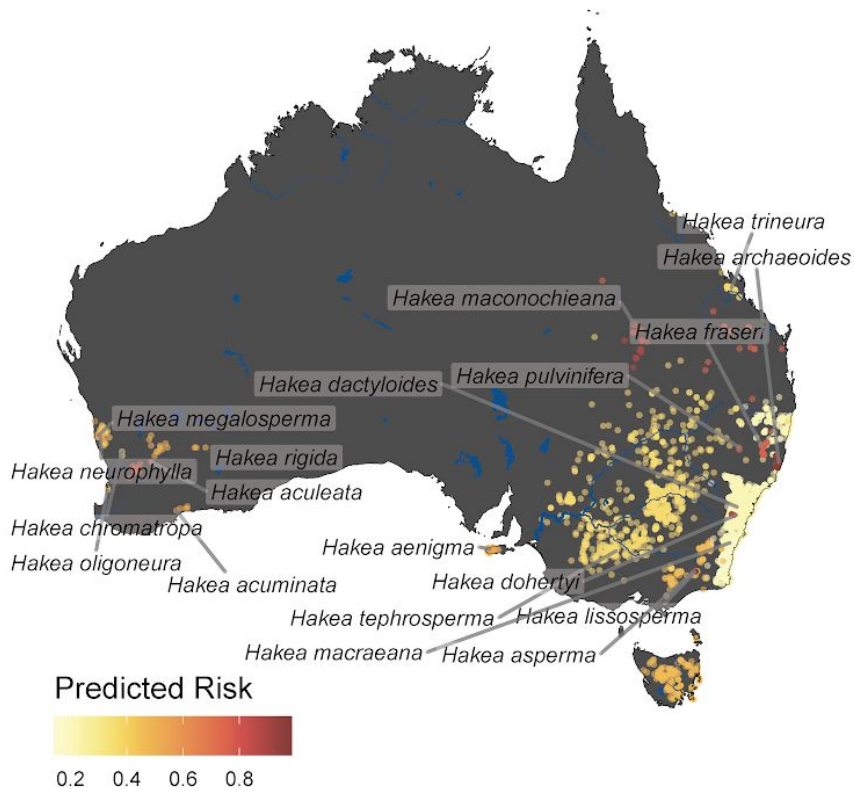 Hakea trineura
Hakea archaeoides
Hakea maconochieana
Hakea fraseri
Hakea dactyloides
Hakea pulvinifera
Hakea megalosperma
Hakea rigida
Hakea neurophylla
Hakea aculeata
Hakea chromatropa
Hakea oligoneura
Hakea aenigma
Hakea acuminata
Hakea dohertyi
Hakea tephrosperma
Hakea lissosperma
Hakea macraeana
Hakea asperma
Predicted Risk
0.2 0.4 0.6 0.8